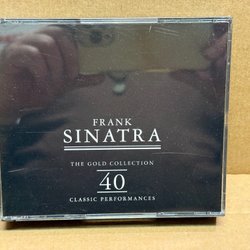 FRANK
SINATRA
THE GOLD COLLECTION
40
CLASSIC PERFORMANCES